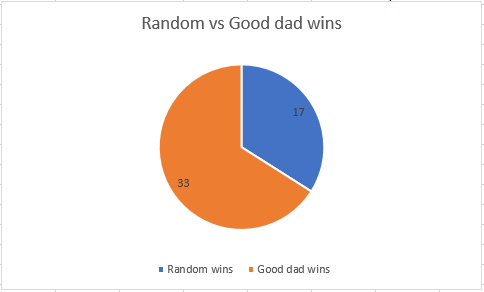 Random vs Good dad wins
17
33
Random wins Good dad wins